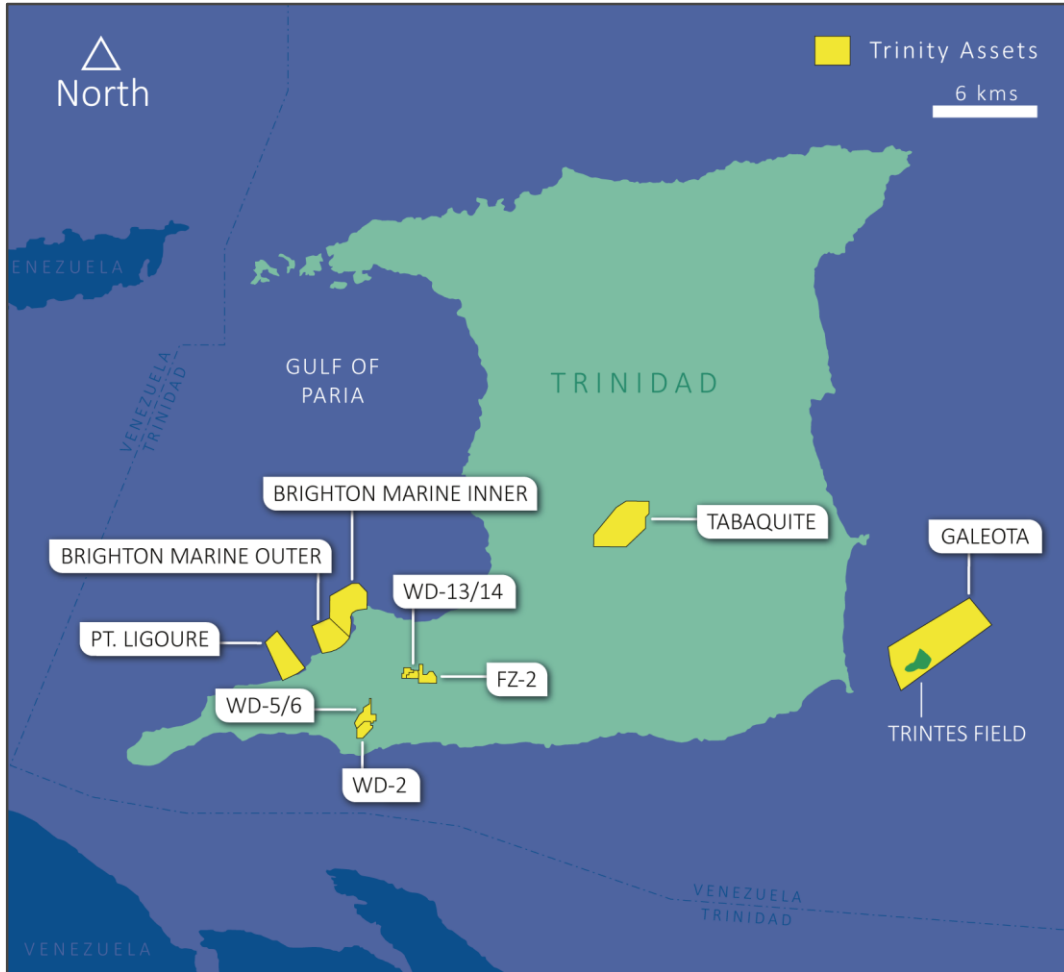 North
Trinity Assets
6 kms
VENEZUELA
VENEZUELA
TRINIDAD
GULF OF
PARIA
TRINIDAD
BRIGHTON MARINE INNER
TABAQUITE
GALEOTA
BRIGHTON MARINE OUTER
WD-13/14
PT. LIGOURE
FZ-2
WD-5/6
TRINTES FIELD
WD-2
VENEZUELA
TRINIDAD
VENEZUELA